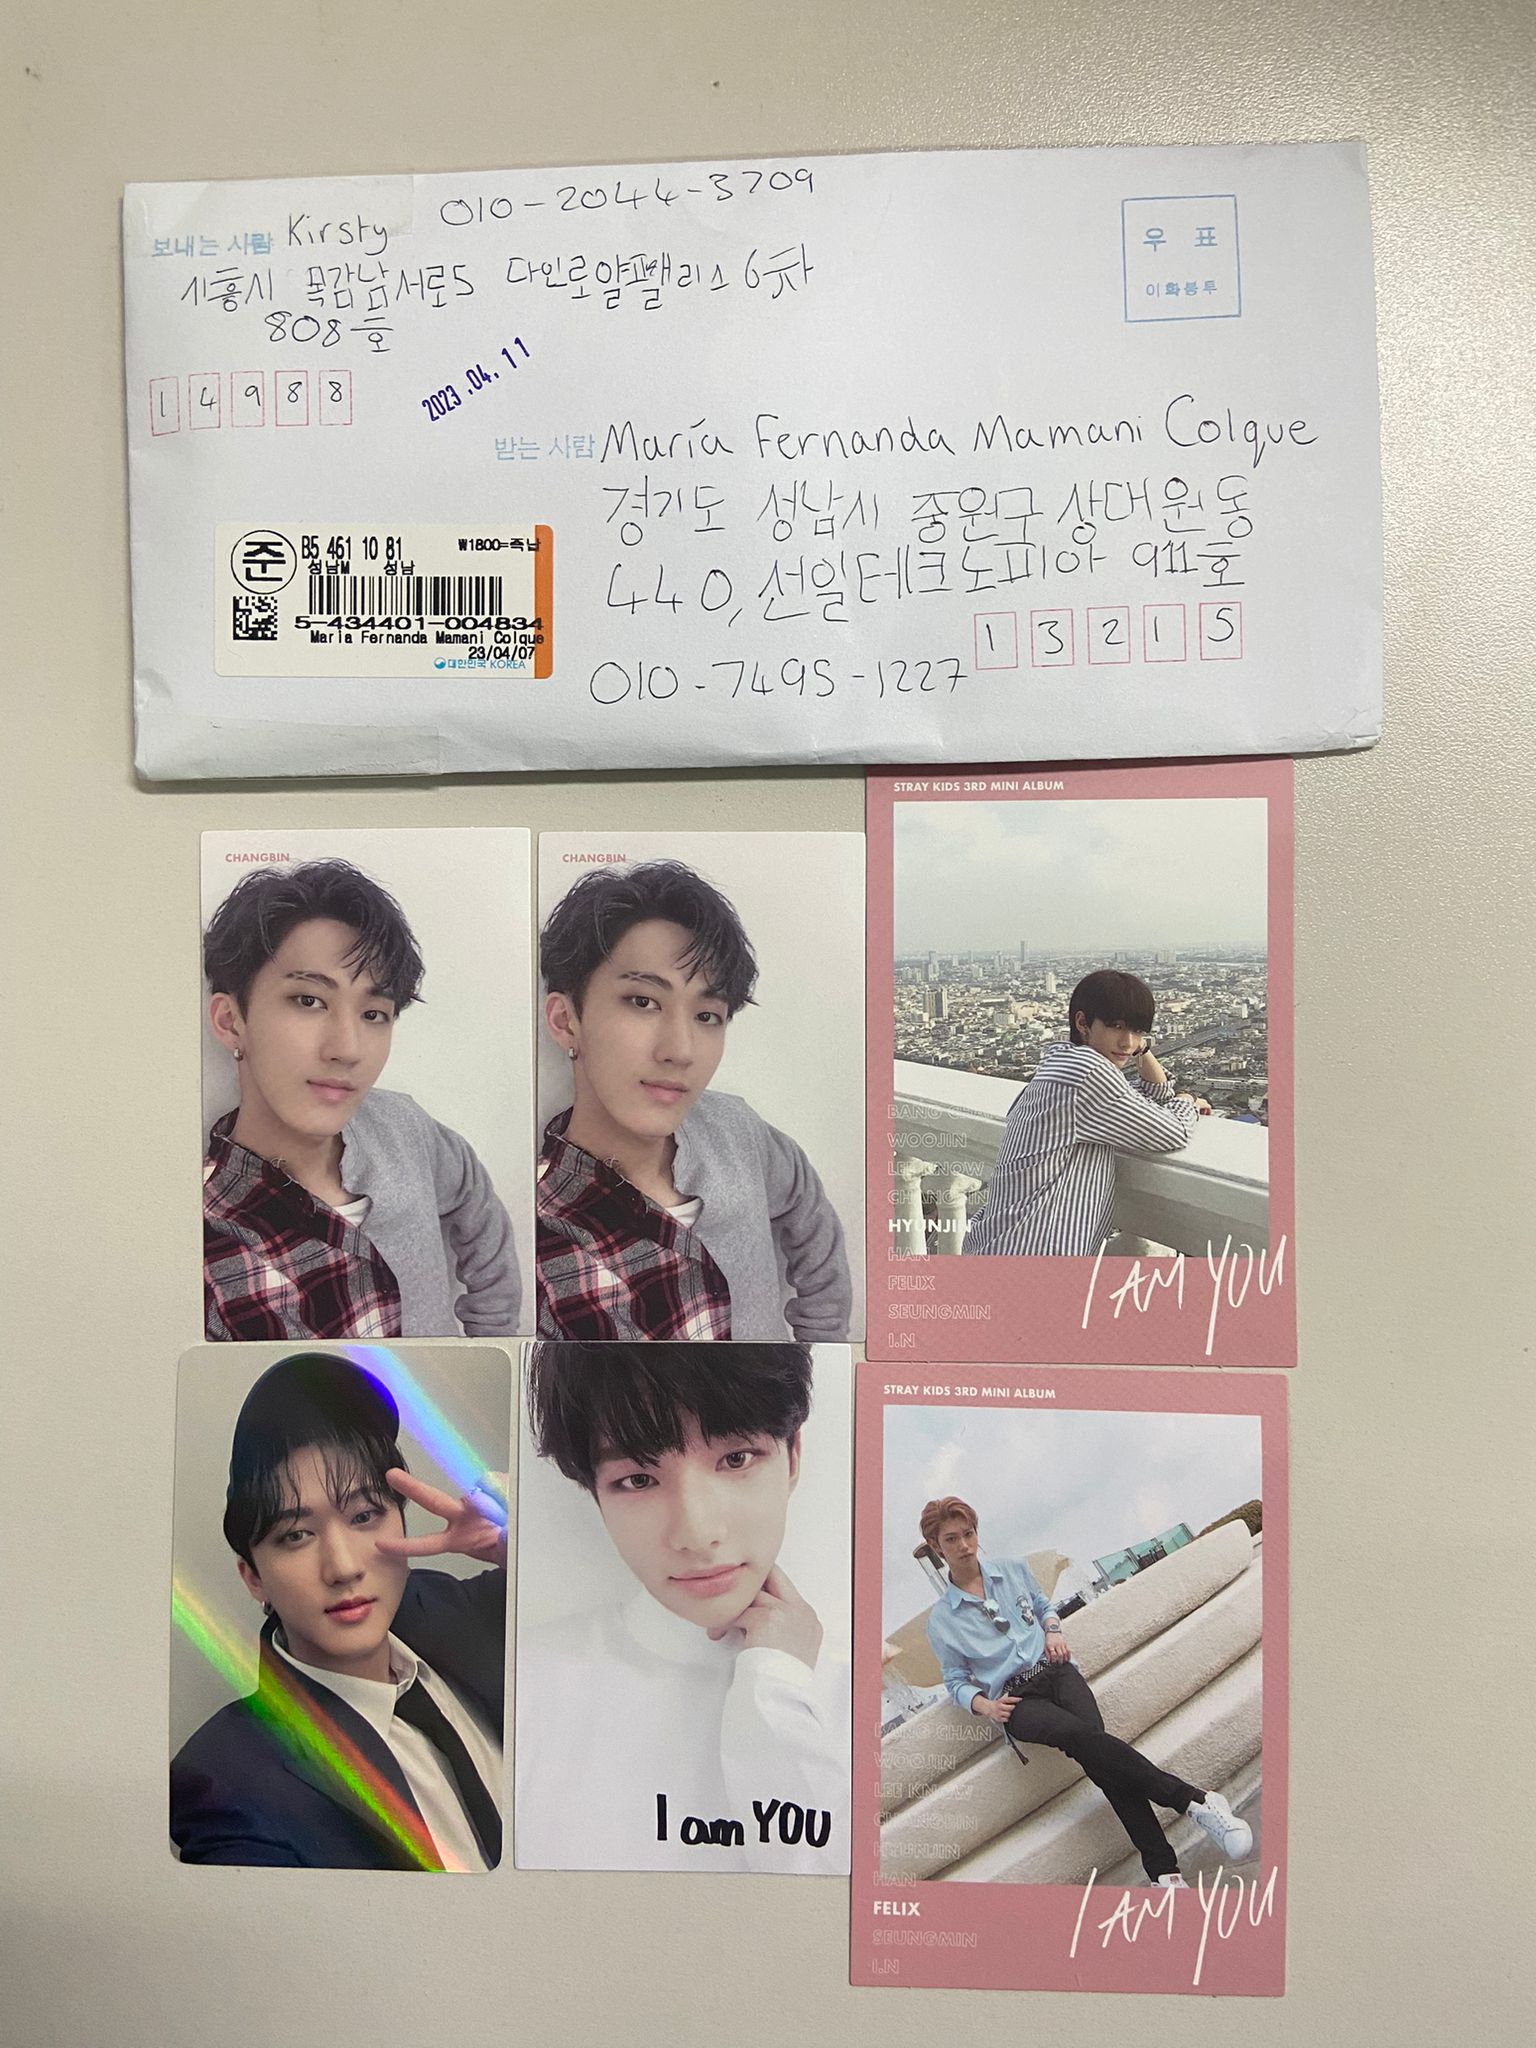 보내는 사람 Kirsty 010-2044-3709
시흥시 목감남서로5 다인로얄팰리스 6차
808호
14988
우 표
이화봉투
2023.04.11
받는 사람 María Fernanda Mamani Colque
경기도 성남시 중원구 상대원동
440, 선일테크노피아 911호
13215
010-7495-1227
준
B5 461 10 81 ₩1800=즉납
성남M 성남
5-434401-004834
Maria Fernanda Mamani Colque
23/04/07
대한민국 KOREA
CHANGBIN
CHANGBIN
STRAY KIDS 3RD MINI ALBUM
BANG CHAN
WOOJIN
LEE KNOW
CHANGBIN
HYUNJIN
HAN
FELIX
SEUNGMIN
I.N
I AM YOU
I am YOU
STRAY KIDS 3RD MINI ALBUM
BANG CHAN
WOOJIN
LEE KNOW
CHANGBIN
HYUNJIN
HAN
FELIX
SEUNGMIN
I.N
I AM YOU